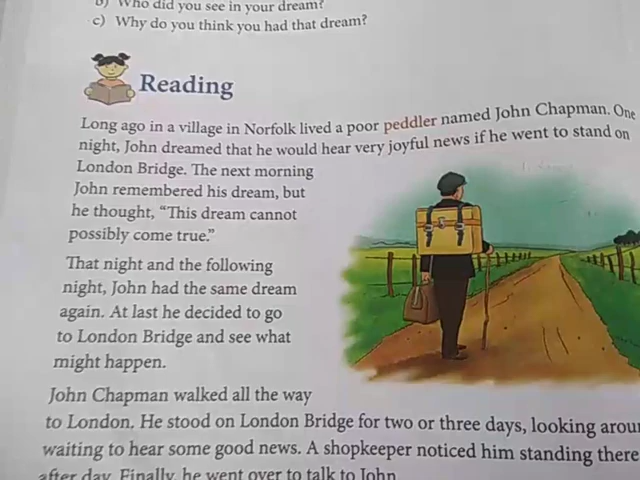 b) Who did you see in your dream?
c) Why do you think you had that dream?
Reading
Long ago in a village in Norfolk lived a poor peddler named John Chapman. One
night, John dreamed that he would hear very joyful news if he went to stand on
London Bridge. The next morning
John remembered his dream, but
he thought, “This dream cannot
possibly come true.”
That night and the following
night, John had the same dream
again. At last he decided to go
to London Bridge and see what
might happen.
John Chapman walked all the way
to London. He stood on London Bridge for two or three days, looking
waiting to hear some good news. A shopkeeper noticed him standing there
after day. Finally, he went over to talk to John